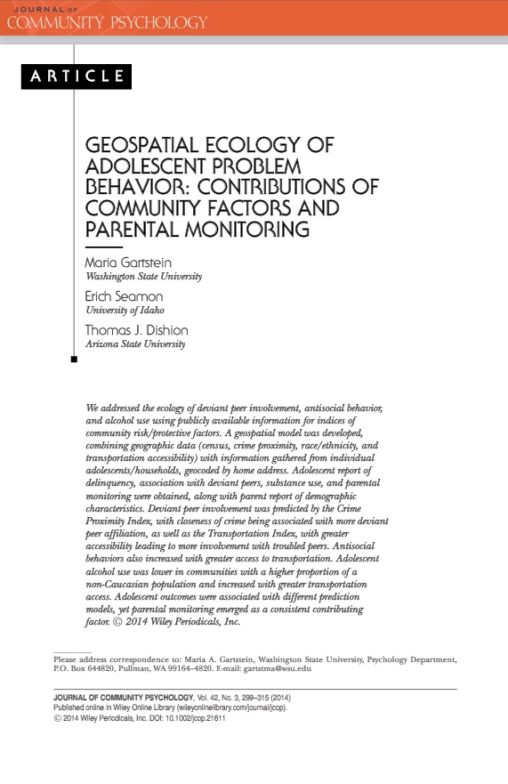 JOURNAL OF
COMMUNITY PSYCHOLOGY
ARTICLE
GEOSPATIAL ECOLOGY OF
ADOLESCENT PROBLEM
BEHAVIOR: CONTRIBUTIONS OF
COMMUNITY FACTORS AND
PARENTAL MONITORING
Maria Gartstein
Washington State University
Erich Seamon
University of Idaho
Thomas J. Dishion
Arizona State University
We addressed the ecology of deviant peer involvement, antisocial behavior,
and alcohol use using publicly available information for indices of
community risk/protective factors. A geospatial model was developed,
combining geographic data (census, crime proximity, race/ethnicity, and
transportation accessibility) with information gathered from individual
adolescents/households, geocoded by home address. Adolescent report of
delinquency, association with deviant peers, substance use, and parental
monitoring were obtained, along with parent report of demographic
characteristics. Deviant peer involvement was predicted by the Crime
Proximity Index, with closeness of crime being associated with more deviant
peer affiliation, as well as the Transportation Index, with greater
accessibility leading to more involvement with troubled peers. Antisocial
behaviors also increased with greater access to transportation. Adolescent
alcohol use was lower in communities with a higher proportion of a
non-Caucasian population and increased with greater transportation
access. Adolescent outcomes were associated with different prediction
models, yet parental monitoring emerged as a consistent contributing
factor. © 2014 Wiley Periodicals, Inc.
Please address correspondence to: Maria A. Gartstein, Washington State University, Psychology Department,
P.O. Box 644820, Pullman, WA 99164–4820. E-mail: gartstma@wsu.edu
JOURNAL OF COMMUNITY PSYCHOLOGY, Vol. 42, No. 3, 299–315 (2014)
Published online in Wiley Online Library (wileyonlinelibrary.com/journal/jcop).
© 2014 Wiley Periodicals, Inc. DOI: 10.1002/jcop.21611